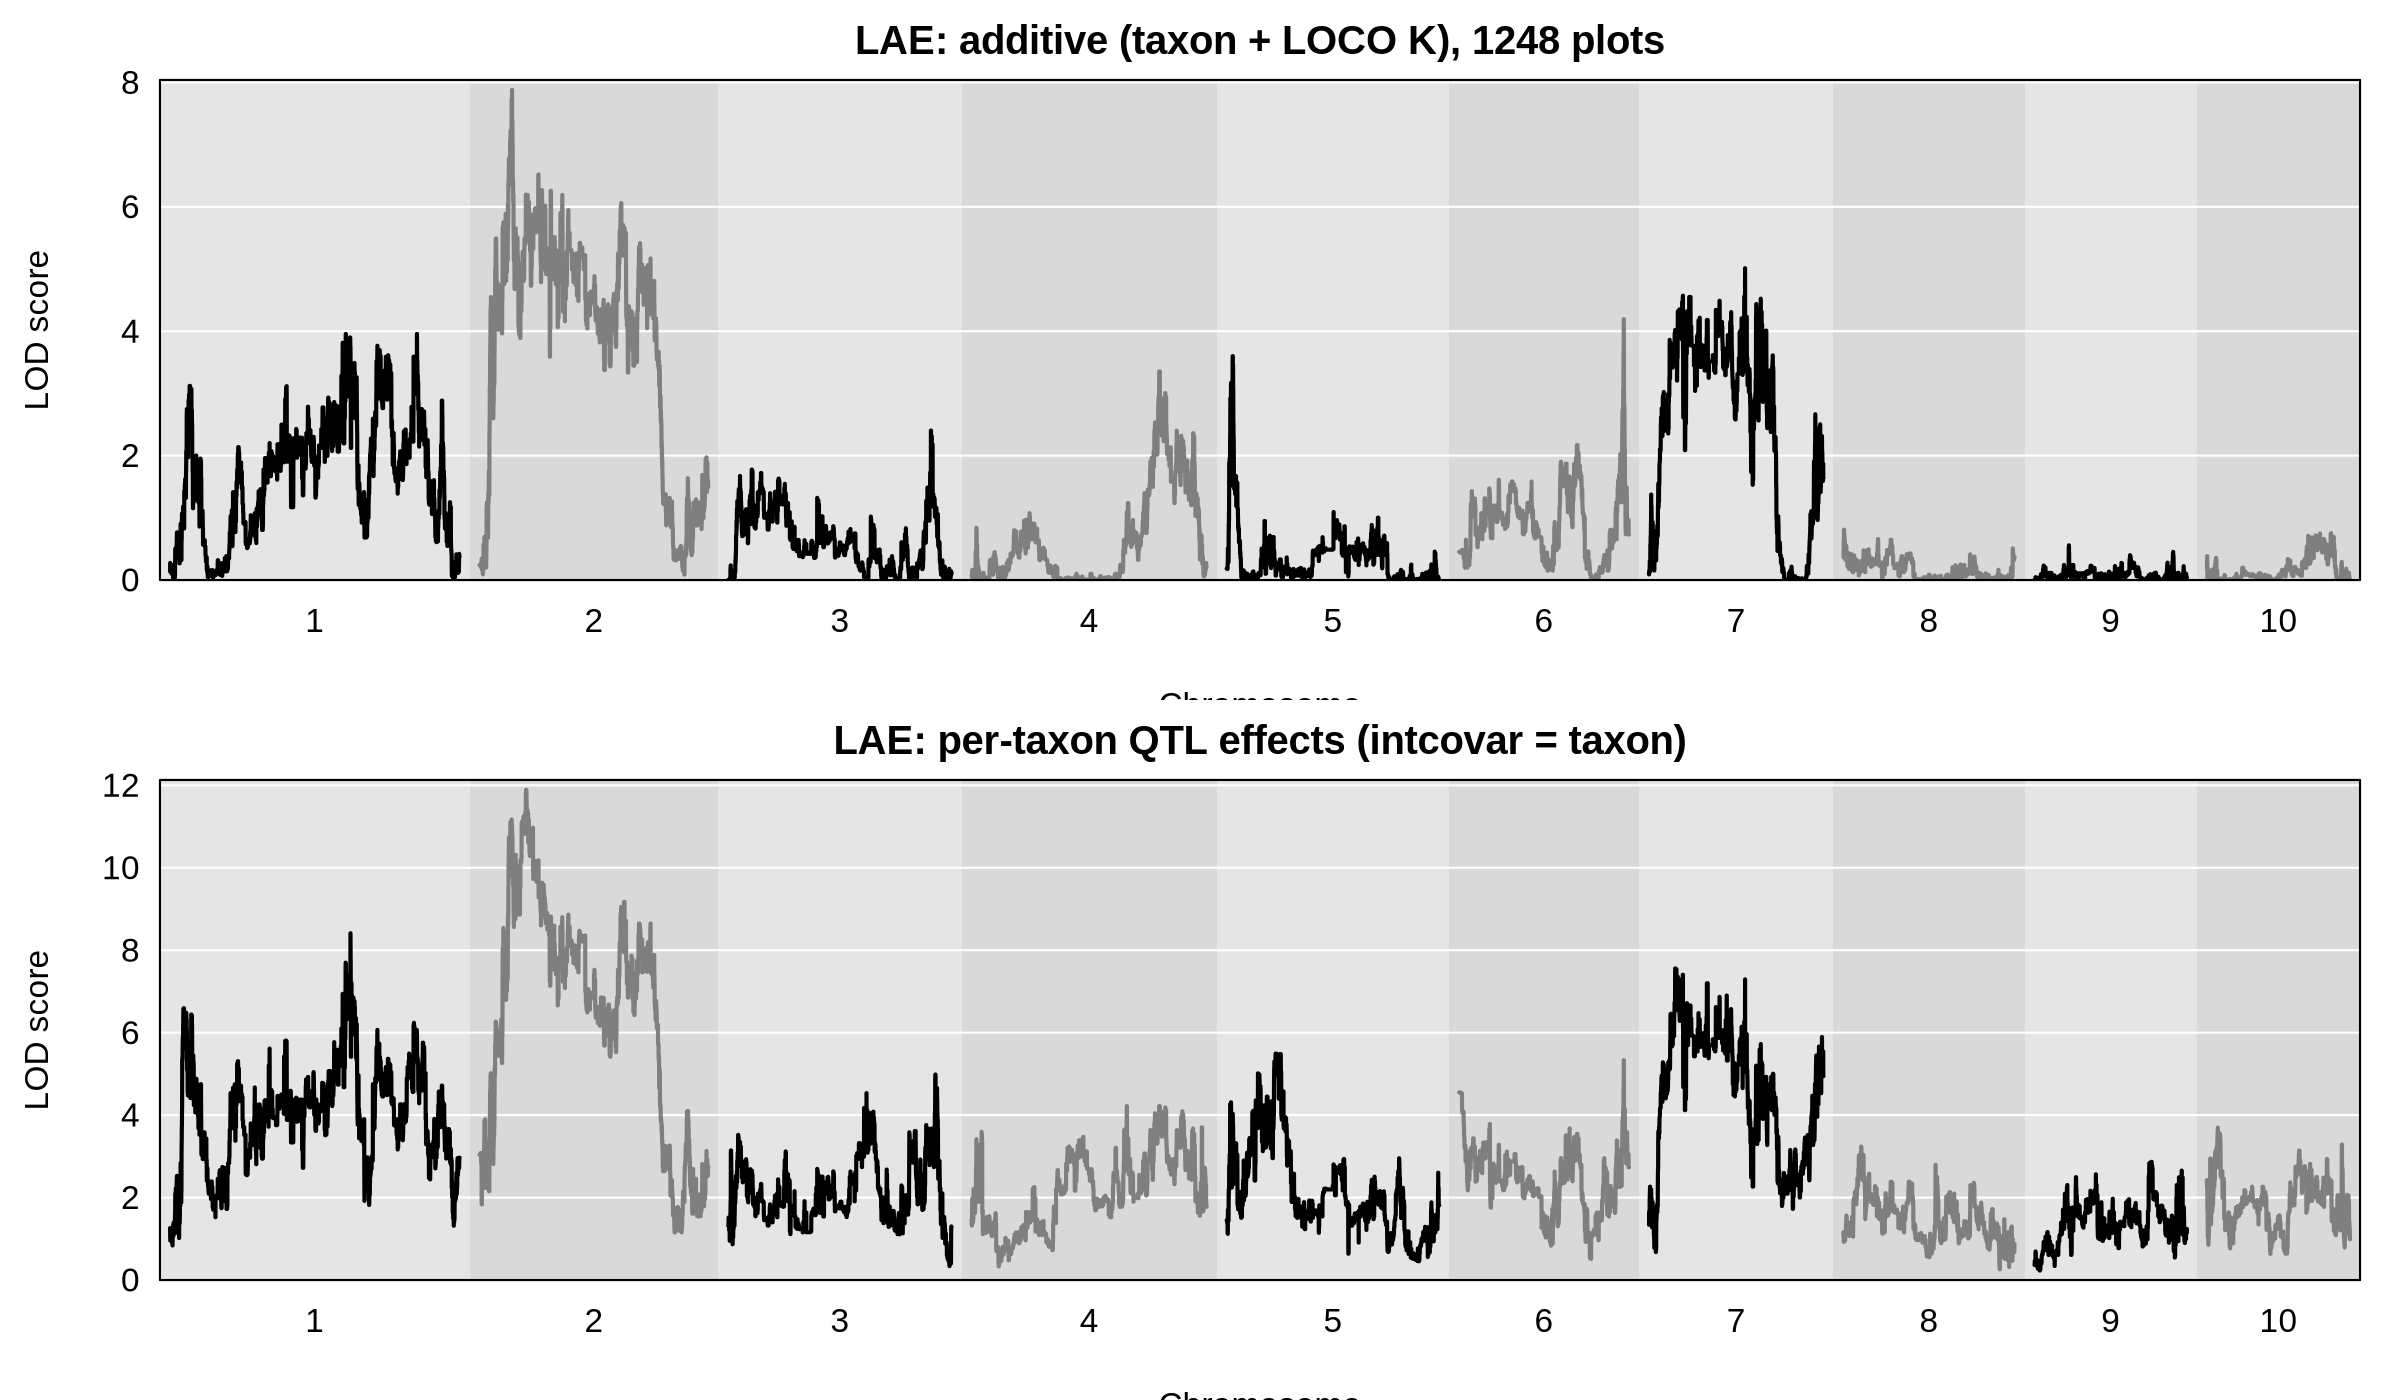 LAE: additive (taxon + LOCO K), 1248 plots
8
6
4
2
0
LOD score
1 2 3 4 5 6 7 8 9 10
LAE: per-taxon QTL effects (intcovar = taxon)
12
10
8
6
4
2
0
LOD score
1 2 3 4 5 6 7 8 9 10